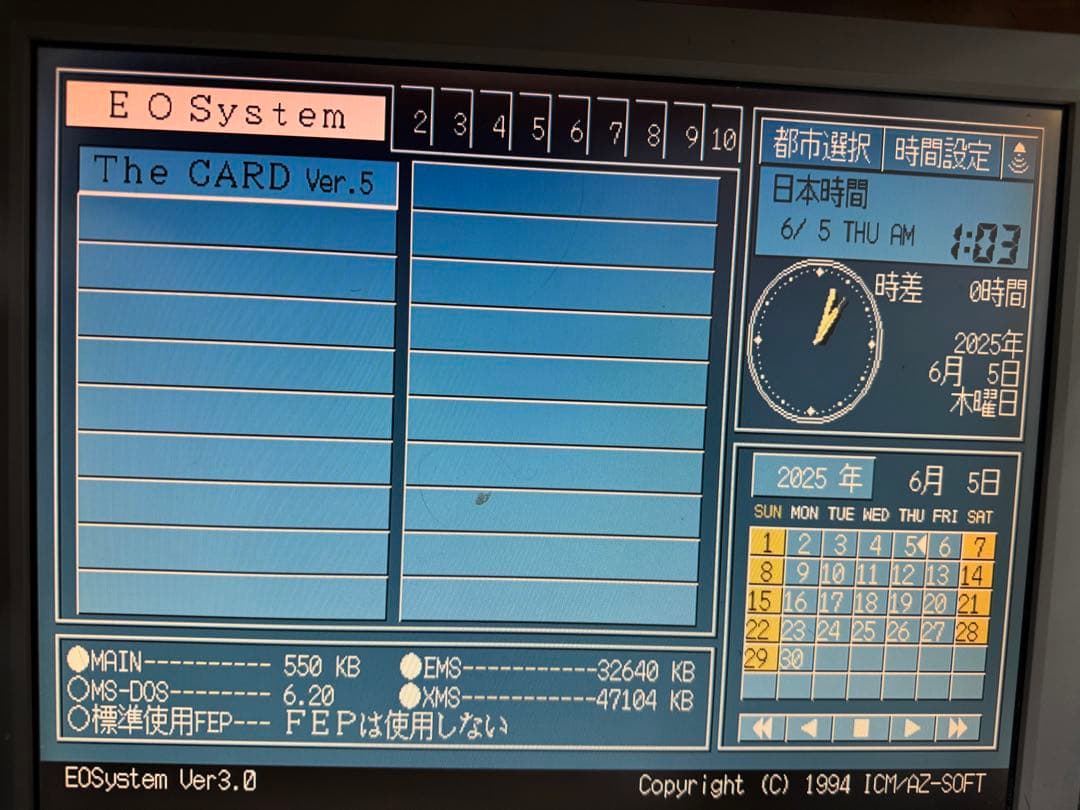 EOSystem
2 3 4 5 6 7 8 9 10
The CARD Ver.5
都市選択 時間設定
日本時間
6/ 5 THU AM 1:03
時差 0時間
2025年
6月 5日
木曜日
2025 年 6月 5日
SUN MON TUE WED THU FRI SAT
1 2 3 4 5 6 7
8 9 10 11 12 13 14
15 16 17 18 19 20 21
22 23 24 25 26 27 28
29 30
MAIN---------- 550 KB
EMS-----------32640 KB
MS-DOS-------- 6.20
XMS-----------47104 KB
標準使用FEP--- FEPは使用しない
EOSystem Ver3.0
Copyright (C) 1994 ICM/AZ-SOFT